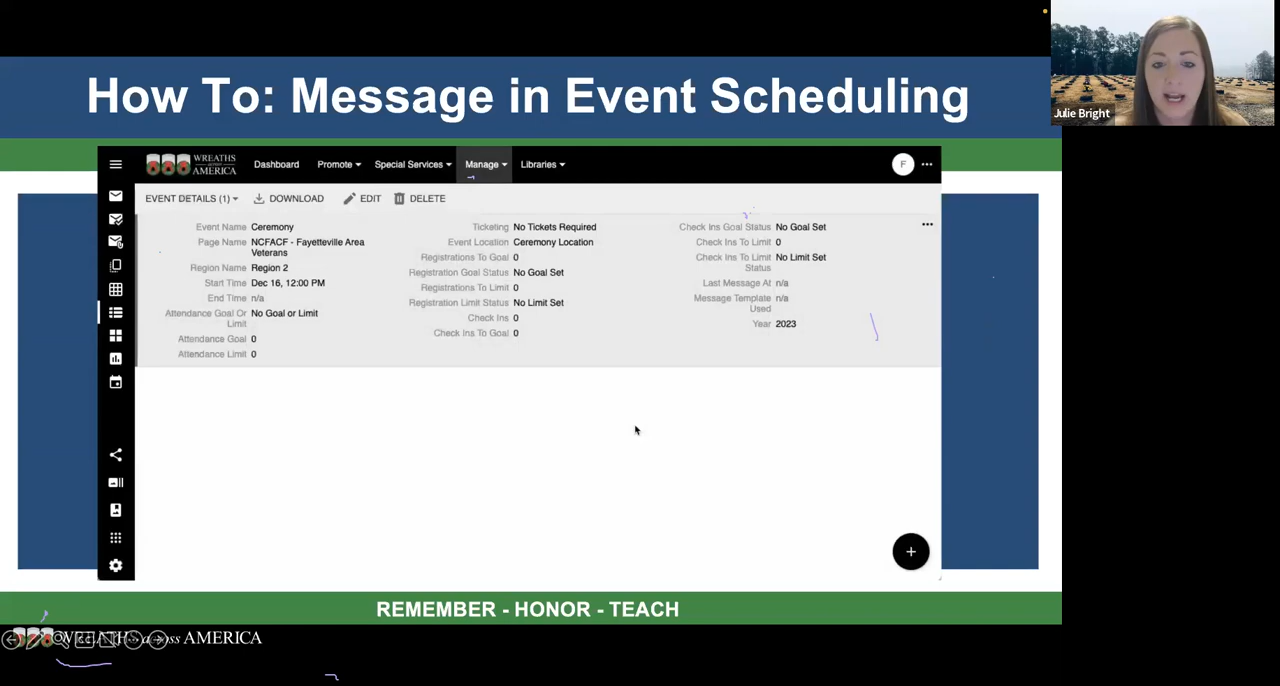 How To: Message in Event Scheduling
Julie Bright
WREATHS
across
AMERICA
Dashboard
Promote
Special Services
Manage
Libraries
F
EVENT DETAILS (1)
DOWNLOAD
EDIT
DELETE
Event Name Ceremony
Page Name NCFACF - Fayetteville Area
Veterans
Region Name Region 2
Start Time Dec 16, 12:00 PM
End Time n/a
Attendance Goal Or
Limit
No Goal or Limit
Attendance Goal 0
Attendance Limit 0
Ticketing No Tickets Required
Event Location Ceremony Location
Registrations To Goal 0
Registration Goal Status No Goal Set
Registrations To Limit 0
Registration Limit Status No Limit Set
Check Ins 0
Check Ins To Goal 0
Check Ins Goal Status No Goal Set
Check Ins To Limit 0
Check Ins To Limit
Status
No Limit Set
Last Message At n/a
Message Template
Used
n/a
Year 2023
REMEMBER - HONOR - TEACH
WREATHS across AMERICA